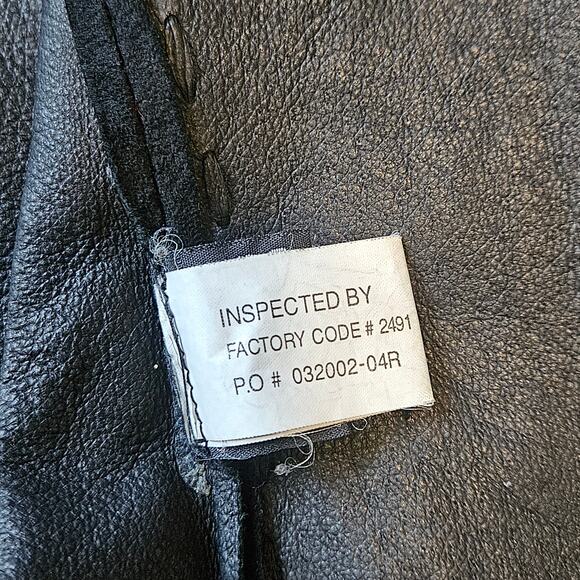 INSPECTED BY
FACTORY CODE # 2491
P.O # 032002-04R